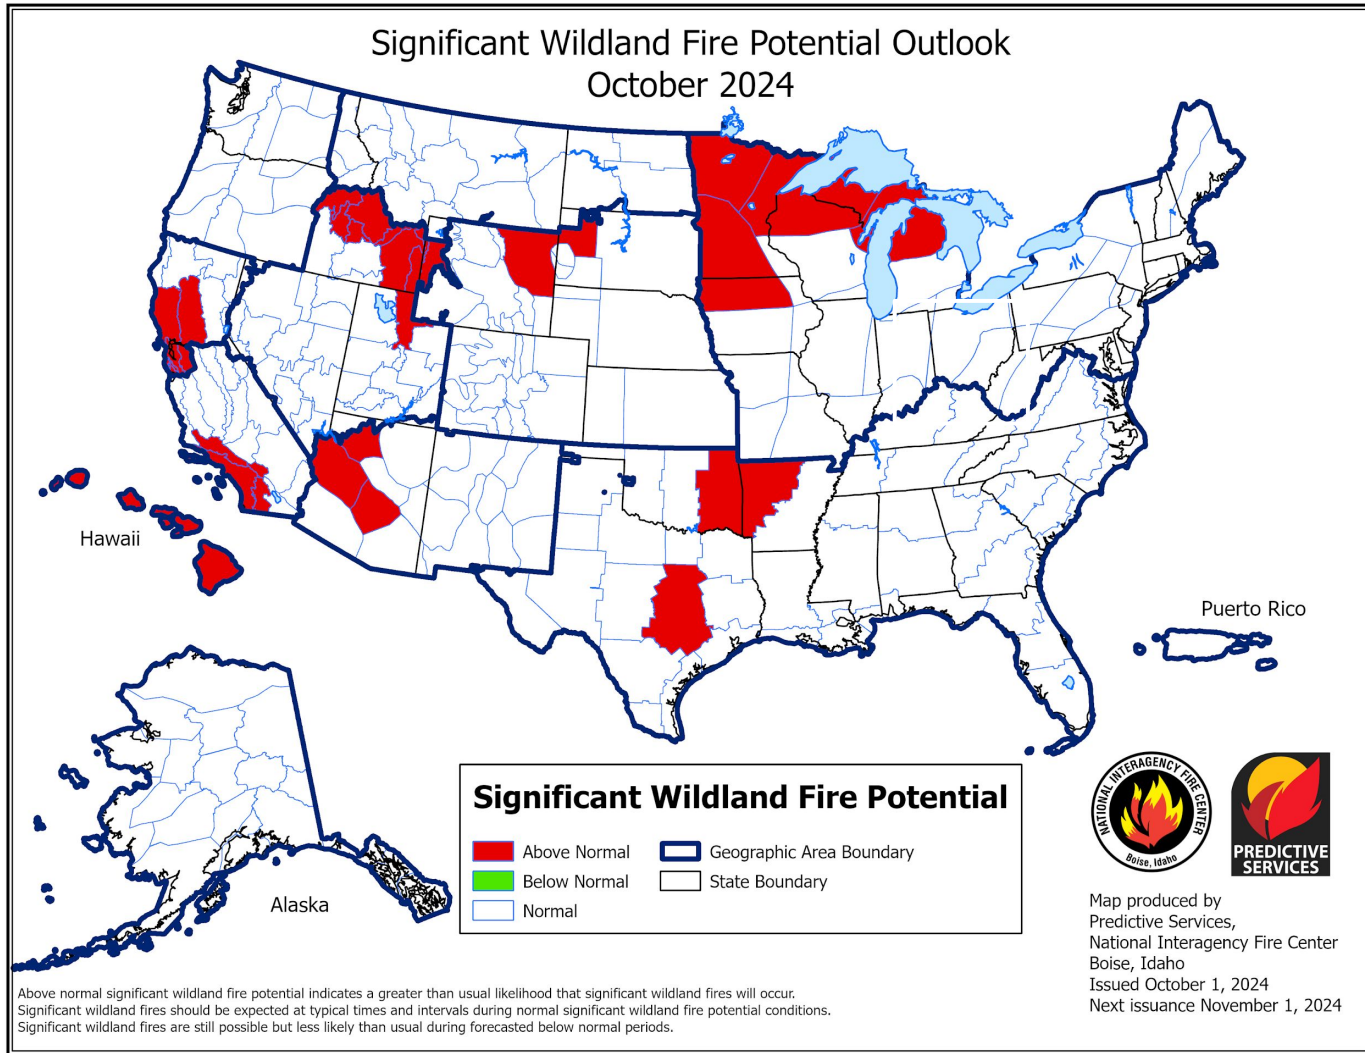 Significant Wildland Fire Potential Outlook
October 2024
Hawaii
Puerto Rico
Alaska
Significant Wildland Fire Potential
Above Normal
Below Normal
Normal
Geographic Area Boundary
State Boundary
NATIONAL INTERAGENCY FIRE CENTER
Boise, Idaho
PREDICTIVE
SERVICES
Map produced by
Predictive Services,
National Interagency Fire Center
Boise, Idaho
Issued October 1, 2024
Next issuance November 1, 2024
Above normal significant wildland fire potential indicates a greater than usual likelihood that significant wildland fires will occur.
Significant wildland fires should be expected at typical times and intervals during normal significant wildland fire potential conditions.
Significant wildland fires are still possible but less likely than usual during forecasted below normal periods.